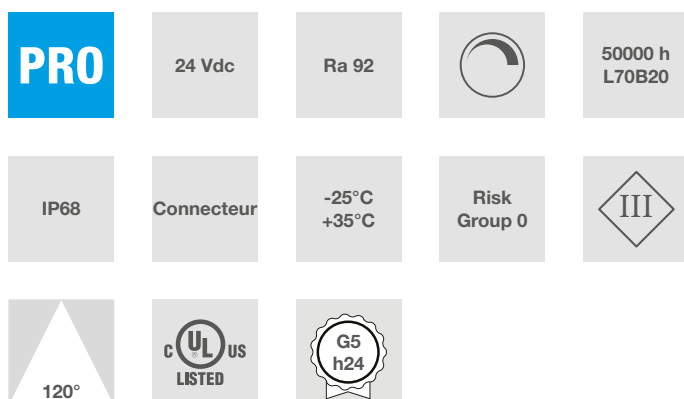 PRO
24 Vdc
Ra 92
50000 h
L70B20
IP68
Connecteur
-25°C
+35°C
Risk
Group 0
III
120°
C UL US
®
LISTED
G5
h24